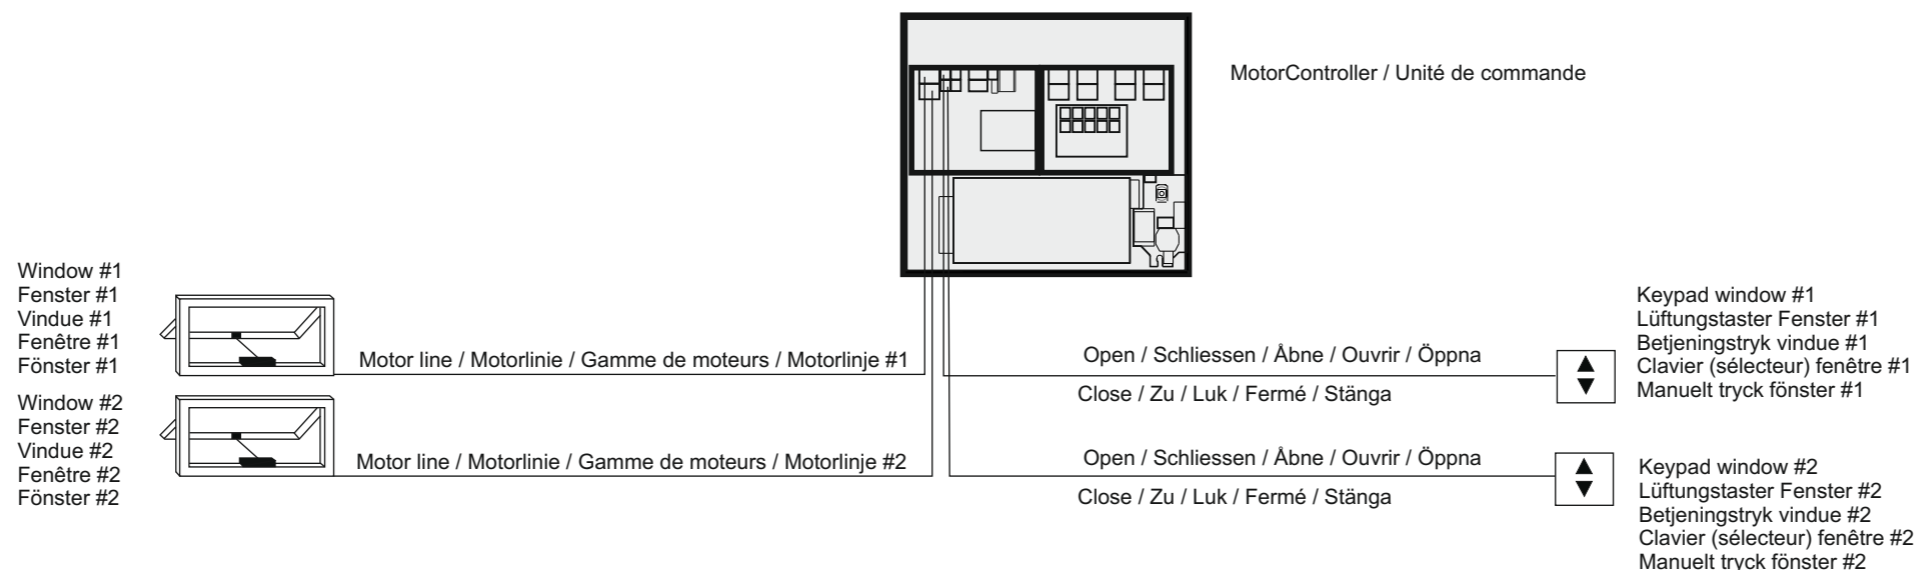 MotorController / Unité de commande
Window #1
Fenster #1
Vindue #1
Fenêtre #1
Fönster #1
Motor line / Motorlinie / Gamme de moteurs / Motorlinje #1
Open / Schliessen / Åbne / Ouvrir / Öppna
Close / Zu / Luk / Fermé / Stänga
Keypad window #1
Lüftungstaster Fenster #1
Betjeningstryk vindue #1
Clavier (sélecteur) fenêtre #1
Manuelt tryck fönster #1
Window #2
Fenster #2
Vindue #2
Fenêtre #2
Fönster #2
Motor line / Motorlinie / Gamme de moteurs / Motorlinje #2
Open / Schliessen / Åbne / Ouvrir / Öppna
Close / Zu / Luk / Fermé / Stänga
Keypad window #2
Lüftungstaster Fenster #2
Betjeningstryk vindue #2
Clavier (sélecteur) fenêtre #2
Manuelt tryck fönster #2